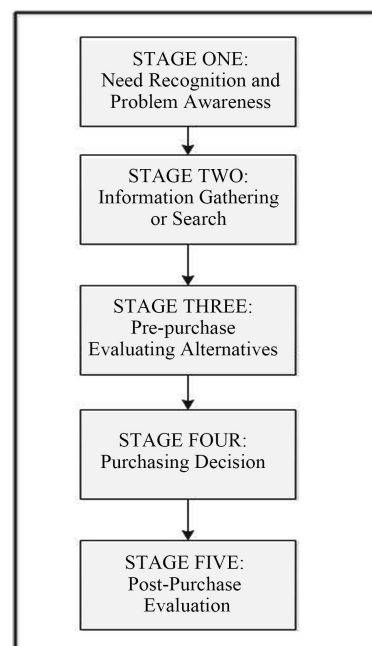 STAGE ONE:
Need Recognition and
Problem Awareness
STAGE TWO:
Information Gathering
or Search
STAGE THREE:
Pre-purchase
Evaluating Alternatives
STAGE FOUR:
Purchasing Decision
STAGE FIVE:
Post-Purchase
Evaluation